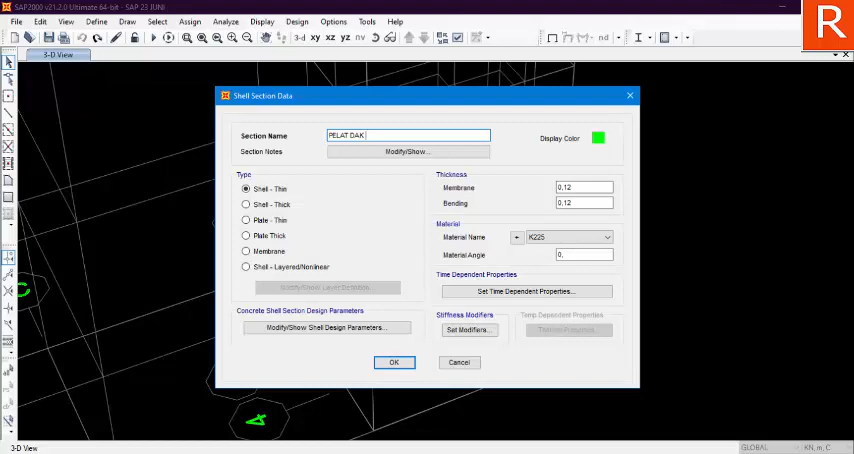 SAP2000 v21.2.0 Ultimate 64-bit - SAP 23 JUNI
R
File Edit View Define Draw Select Assign Analyze Display Design Options Tools Help
3-d xy xz yz nv nd
3-D View
Shell Section Data
Section Name PELAT DAK
Display Color
Section Notes Modify/Show...
Type
Shell - Thin
Shell - Thick
Plate - Thin
Plate Thick
Membrane
Shell - Layered/Nonlinear
Modify/Show Layer Definition...
Concrete Shell Section Design Parameters
Modify/Show Shell Design Parameters...
Thickness
Membrane 0,12
Bending 0,12
Material
Material Name + K225
Material Angle 0,
Time Dependent Properties
Set Time Dependent Properties...
Stiffness Modifiers
Set Modifiers...
Temp Dependent Properties
Thermal Properties...
OK Cancel
3-D View GLOBAL KN, m, C